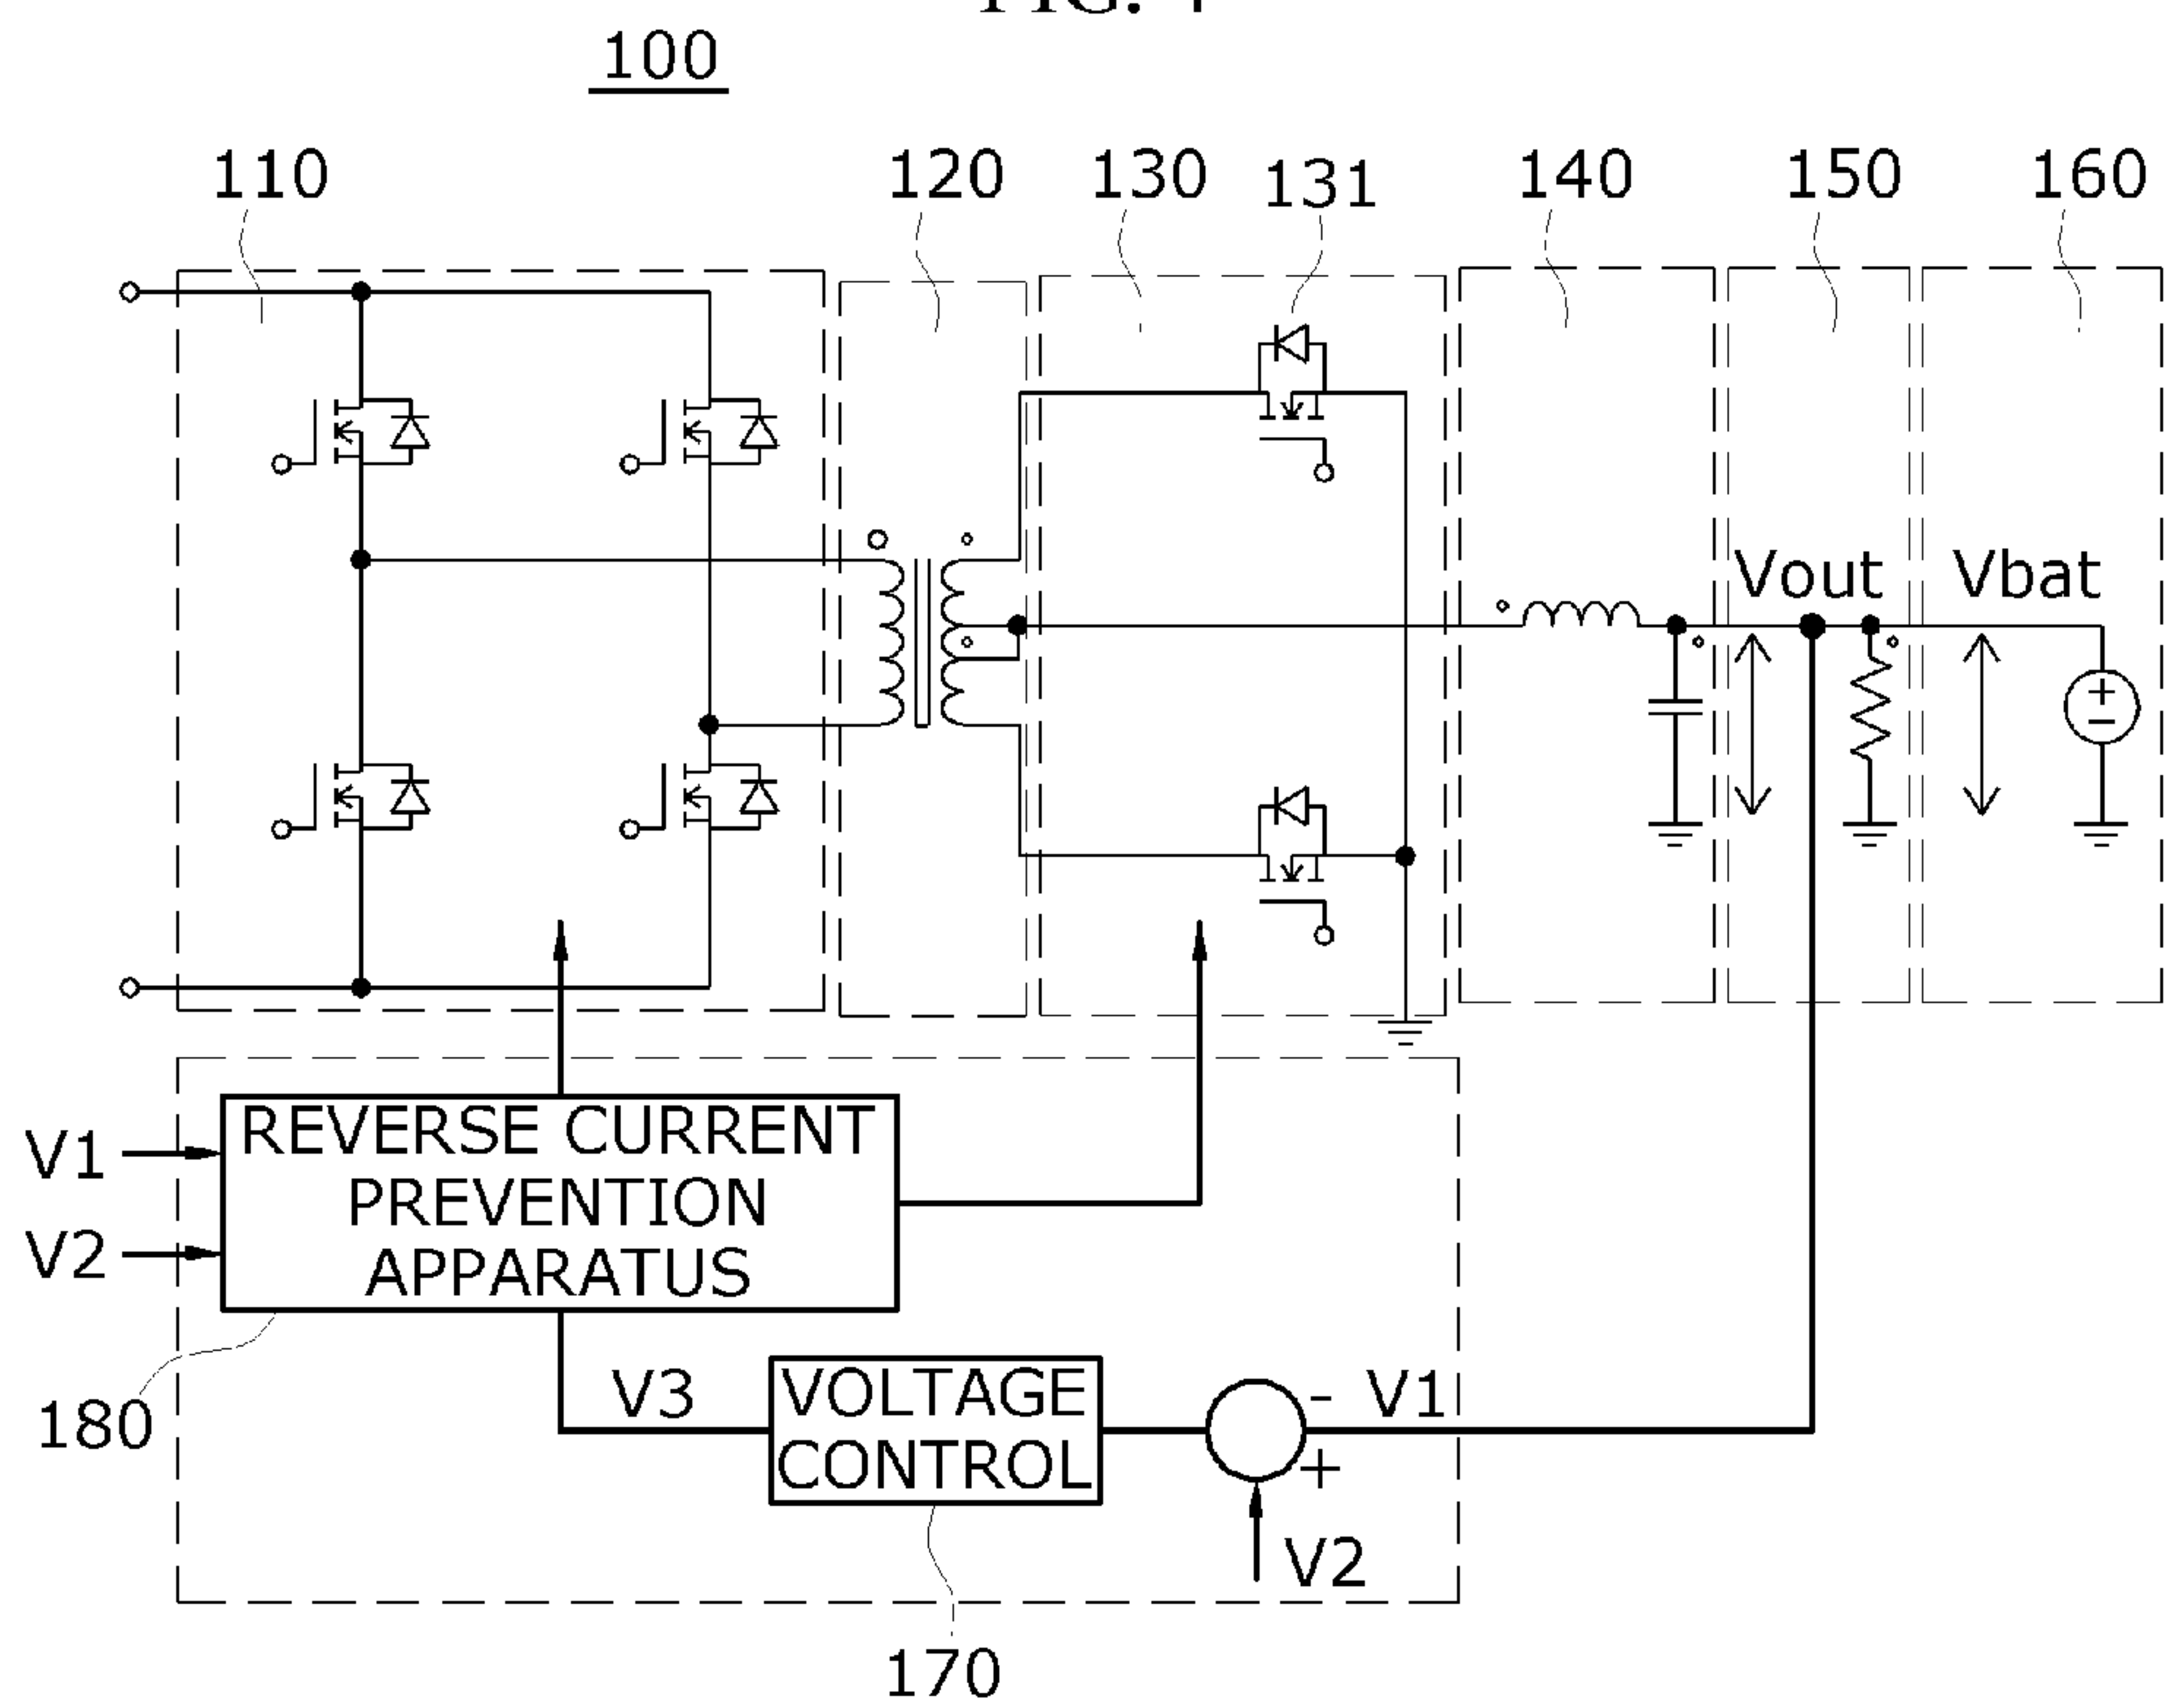 100
110
120
130
131
140
150
160
Vout
Vbat
V1
V2
REVERSE CURRENT
PREVENTION
APPARATUS
180
V3
VOLTAGE
CONTROL
-
V1
+
V2
170